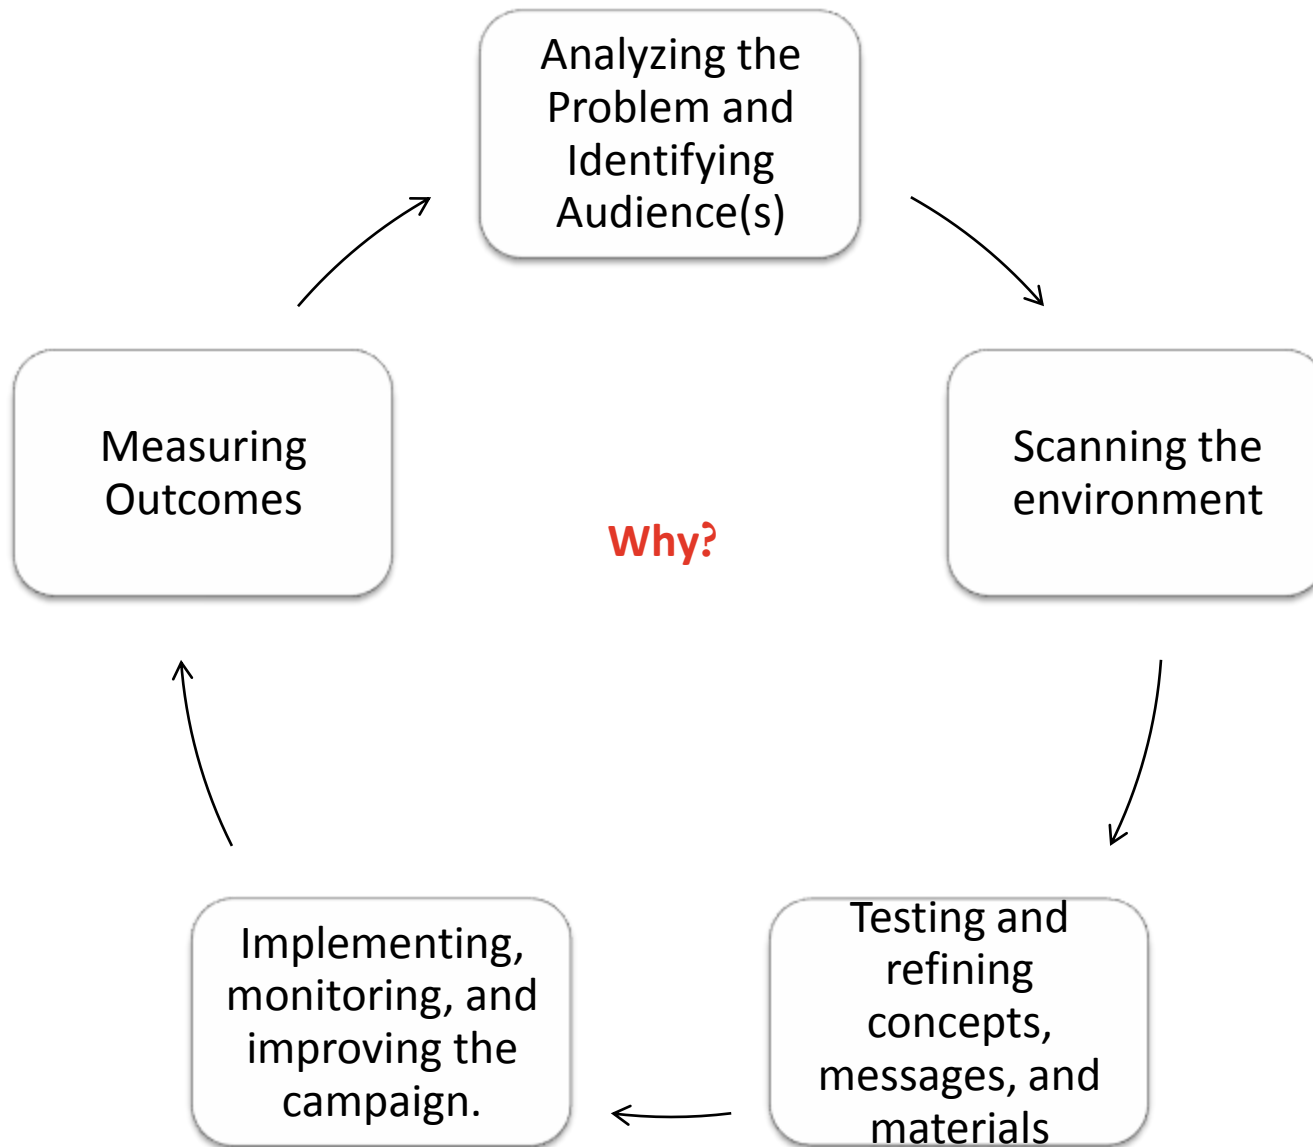 Analyzing the
Problem and
Identifying
Audience(s)
Scanning the
environment
Testing and
refining
concepts,
messages, and
materials
Implementing,
monitoring, and
improving the
campaign.
Measuring
Outcomes
Why?